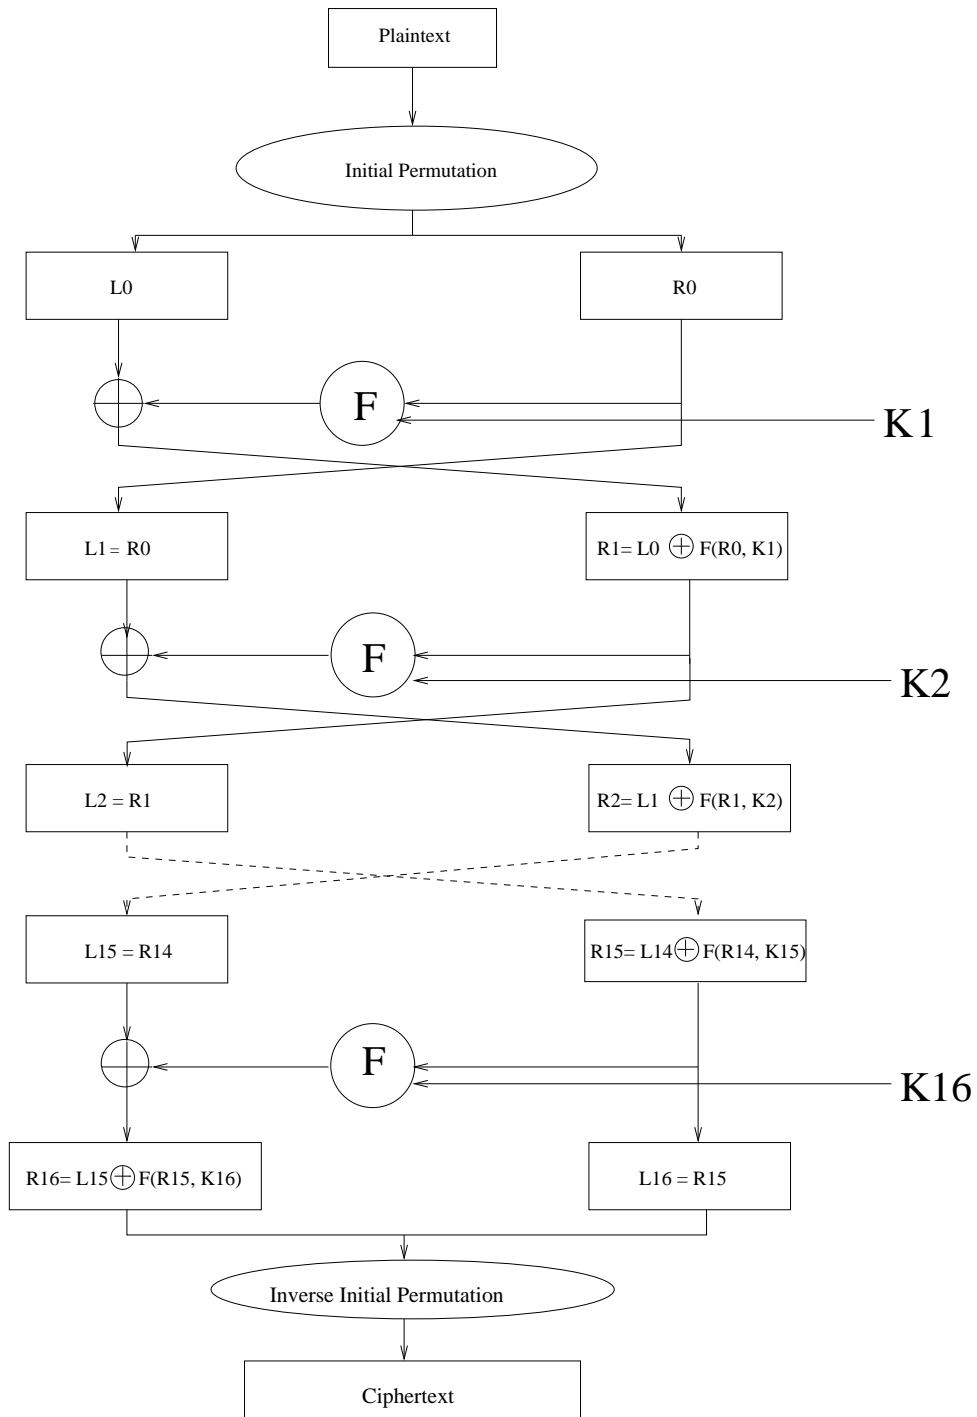 Plaintext
Initial Permutation
L0
R0
F
K1
L1 = R0
R1= L0 ⊕ F(R0, K1)
F
K2
L2 = R1
R2= L1 ⊕ F(R1, K2)
L15 = R14
R15= L14 ⊕ F(R14, K15)
F
K16
R16= L15 ⊕ F(R15, K16)
L16 = R15
Inverse Initial Permutation
Ciphertext